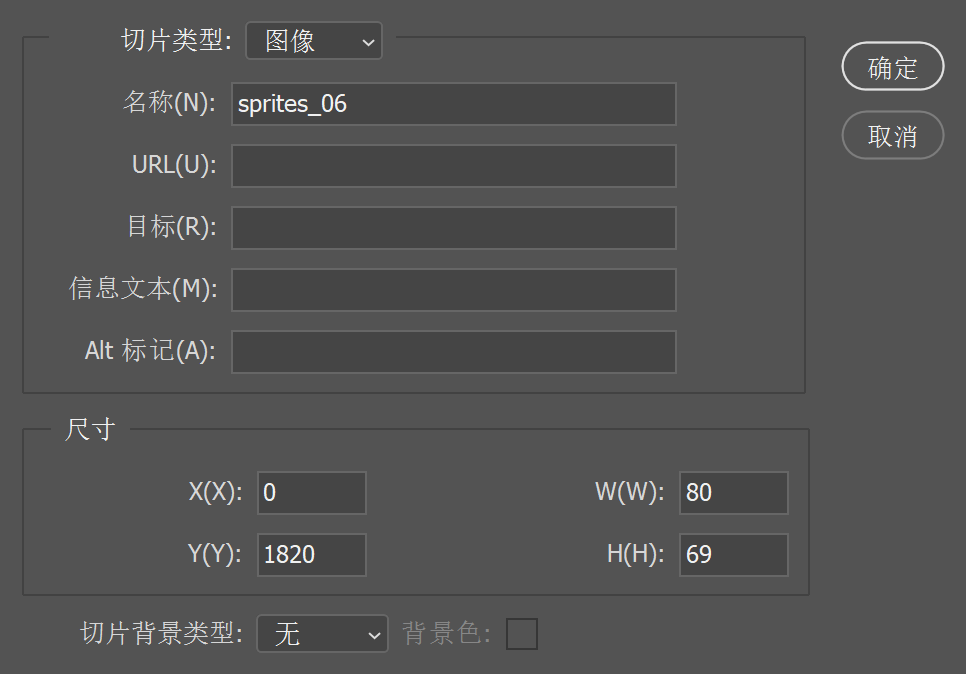 切片类型: 图像
确定
名称(N): sprites_06
取消
URL(U):
目标(R):
信息文本(M):
Alt 标记(A):
尺寸
X(X): 0 W(W): 80
Y(Y): 1820 H(H): 69
切片背景类型: 无 背景色: